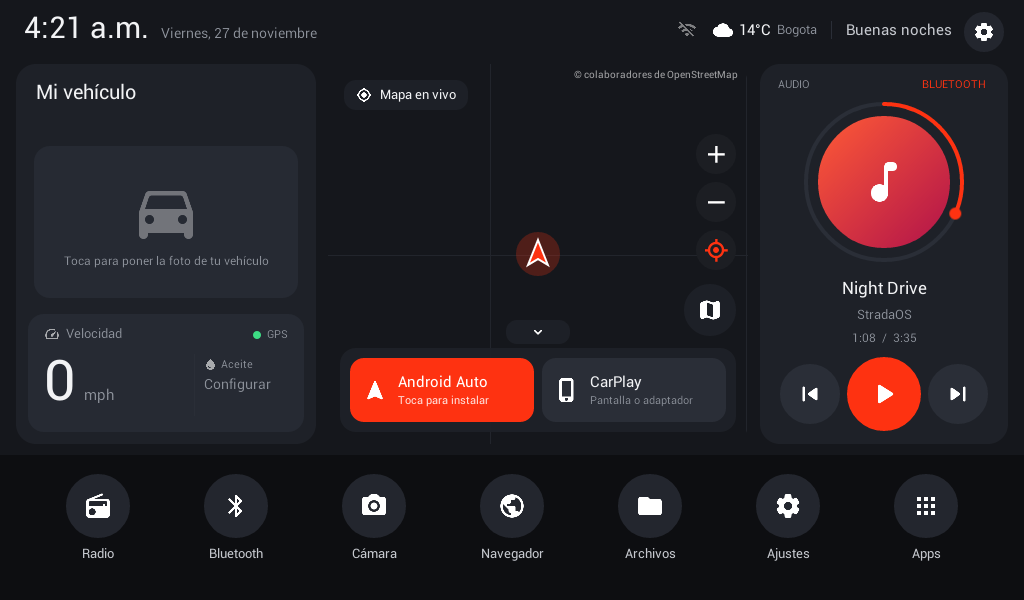 4:21 a.m.
Viernes, 27 de noviembre
14°C Bogota
Buenas noches
Mi vehículo
Toca para poner la foto de tu vehículo
Velocidad
GPS
0 mph
Aceite
Configurar
Mapa en vivo
© colaboradores de OpenStreetMap
Android Auto
Toca para instalar
CarPlay
Pantalla o adaptador
AUDIO
BLUETOOTH
Night Drive
StradaOS
1:08 / 3:35
Radio
Bluetooth
Cámara
Navegador
Archivos
Ajustes
Apps